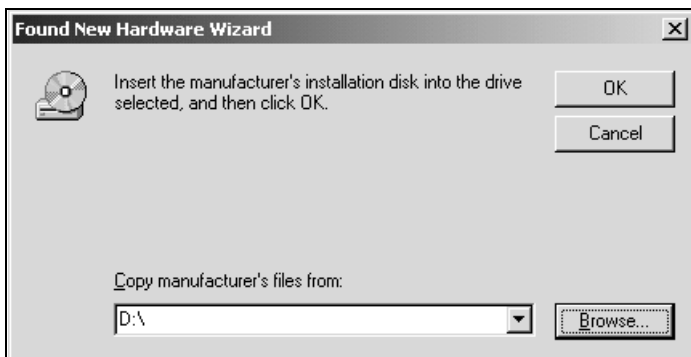 Found New Hardware Wizard
Insert the manufacturer's installation disk into the drive
selected, and then click OK.
OK
Cancel
Copy manufacturer's files from:
D:\
Browse...